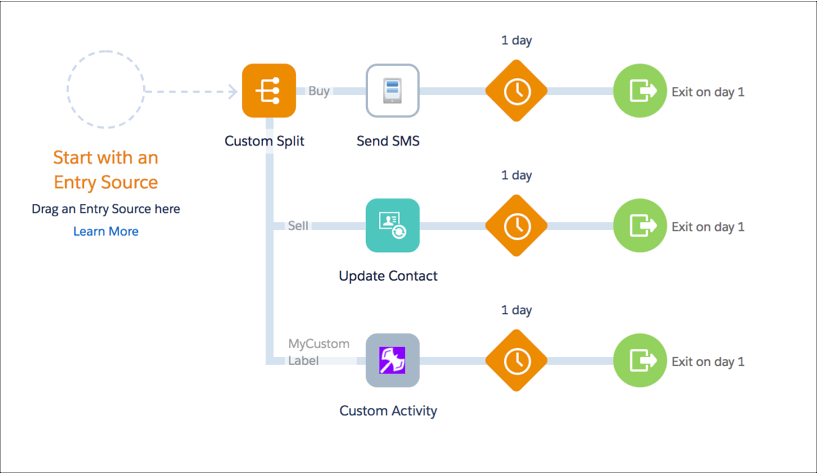 Start with an
Entry Source
Drag an Entry Source here
Learn More
Custom Split
Buy
Send SMS
1 day
Exit on day 1
Sell
Update Contact
1 day
Exit on day 1
MyCustom
Label
Custom Activity
1 day
Exit on day 1